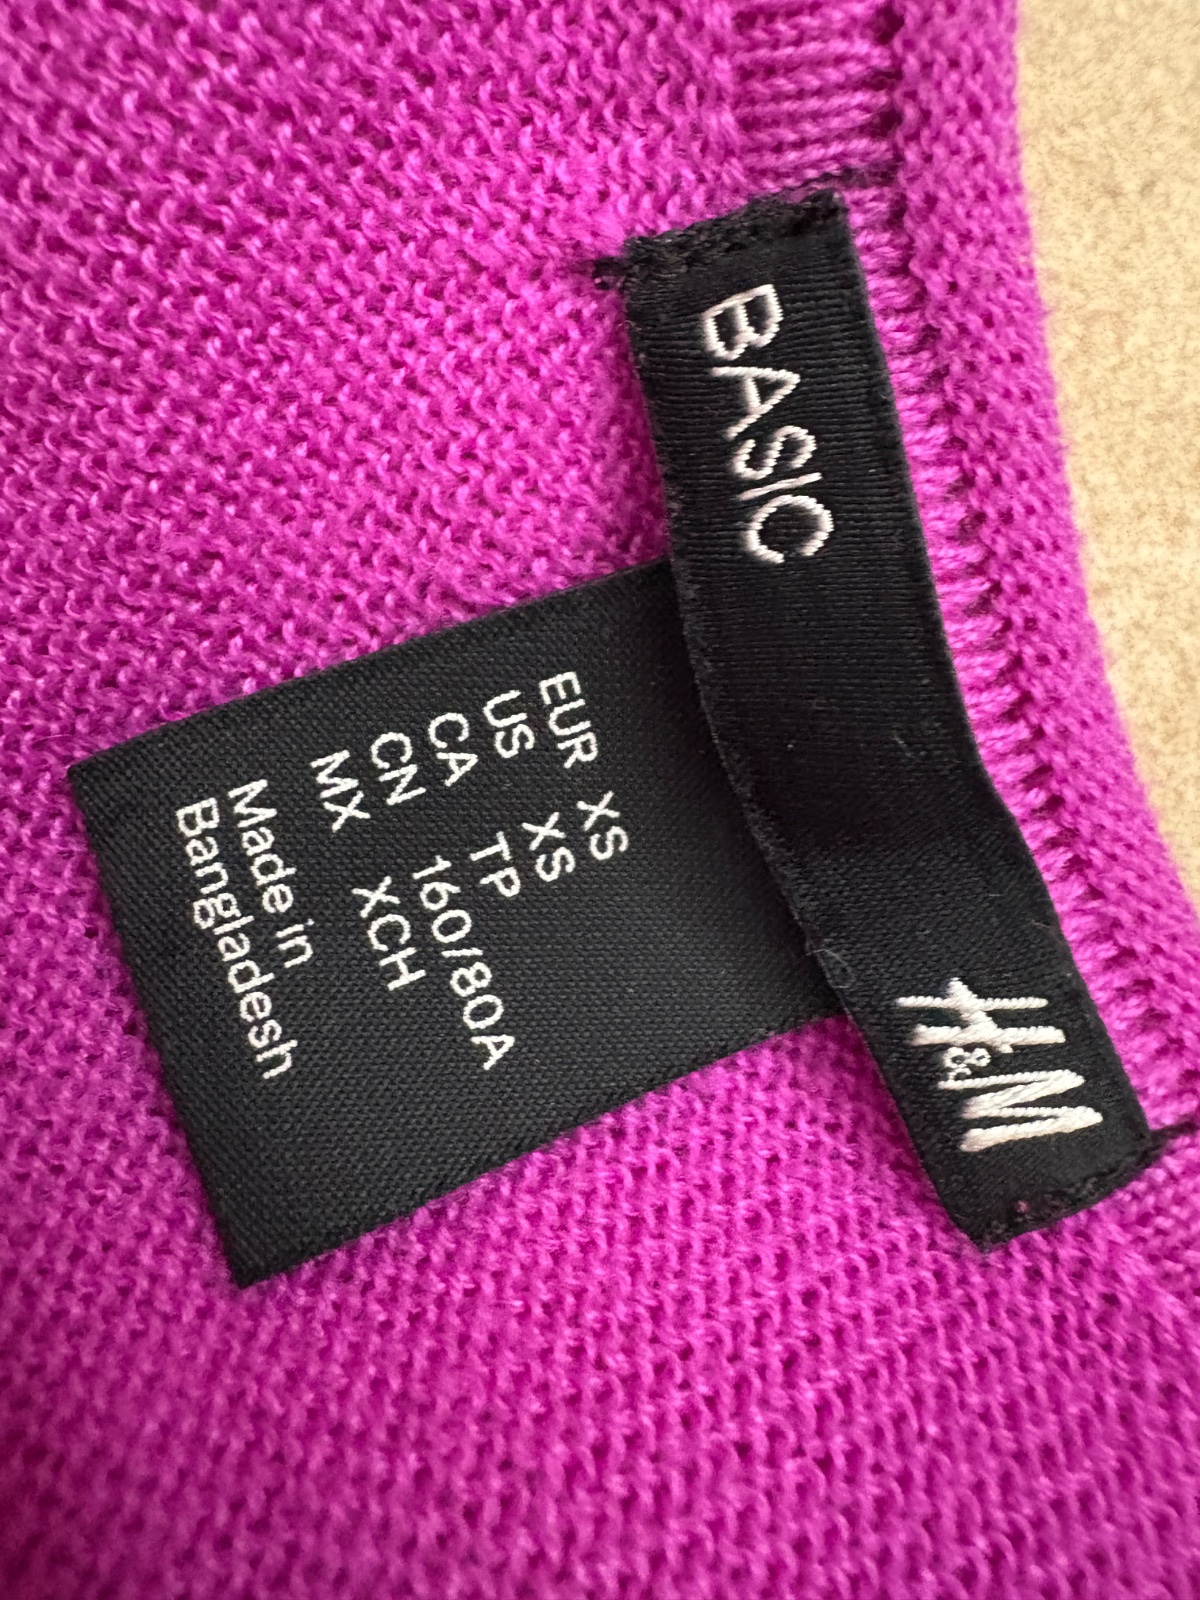 BASIC
H&M
EUR XS
US XS
CA TP
CN 160/80A
MX XCH
Made in
Bangladesh